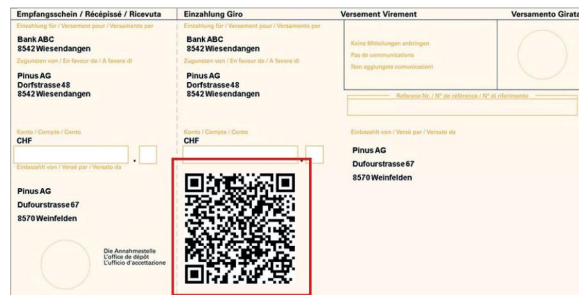 Empfangsschein / Récépissé / Ricevuta
Einzahlung für / Versement pour / Versamento per
Bank ABC
8542 Wiesendangen
Zugunsten von / En faveur de / A favore di
Pinus AG
Dorfstrasse 48
8542 Wiesendangen
Konto / Compte / Conto
CHF
.
Einbezahlt von / Versé par / Versato da
Pinus AG
Dufourstrasse 67
8570 Weinfelden
Die Annahmestelle
L'office de dépôt
L'ufficio d'accettazione
Einzahlung Giro
Einzahlung für / Versement pour / Versamento per
Bank ABC
8542 Wiesendangen
Zugunsten von / En faveur de / A favore di
Pinus AG
Dorfstrasse 48
8542 Wiesendangen
Konto / Compte / Conto
CHF
.
Versement Virement
Versamento Girata
Keine Mitteilungen anbringen
Pas de communications
Non aggiungete comunicazioni
Referenz-Nr. / N° de référence / N° di riferimento
Einbezahlt von / Versé par / Versato da
Pinus AG
Dufourstrasse 67
8570 Weinfelden